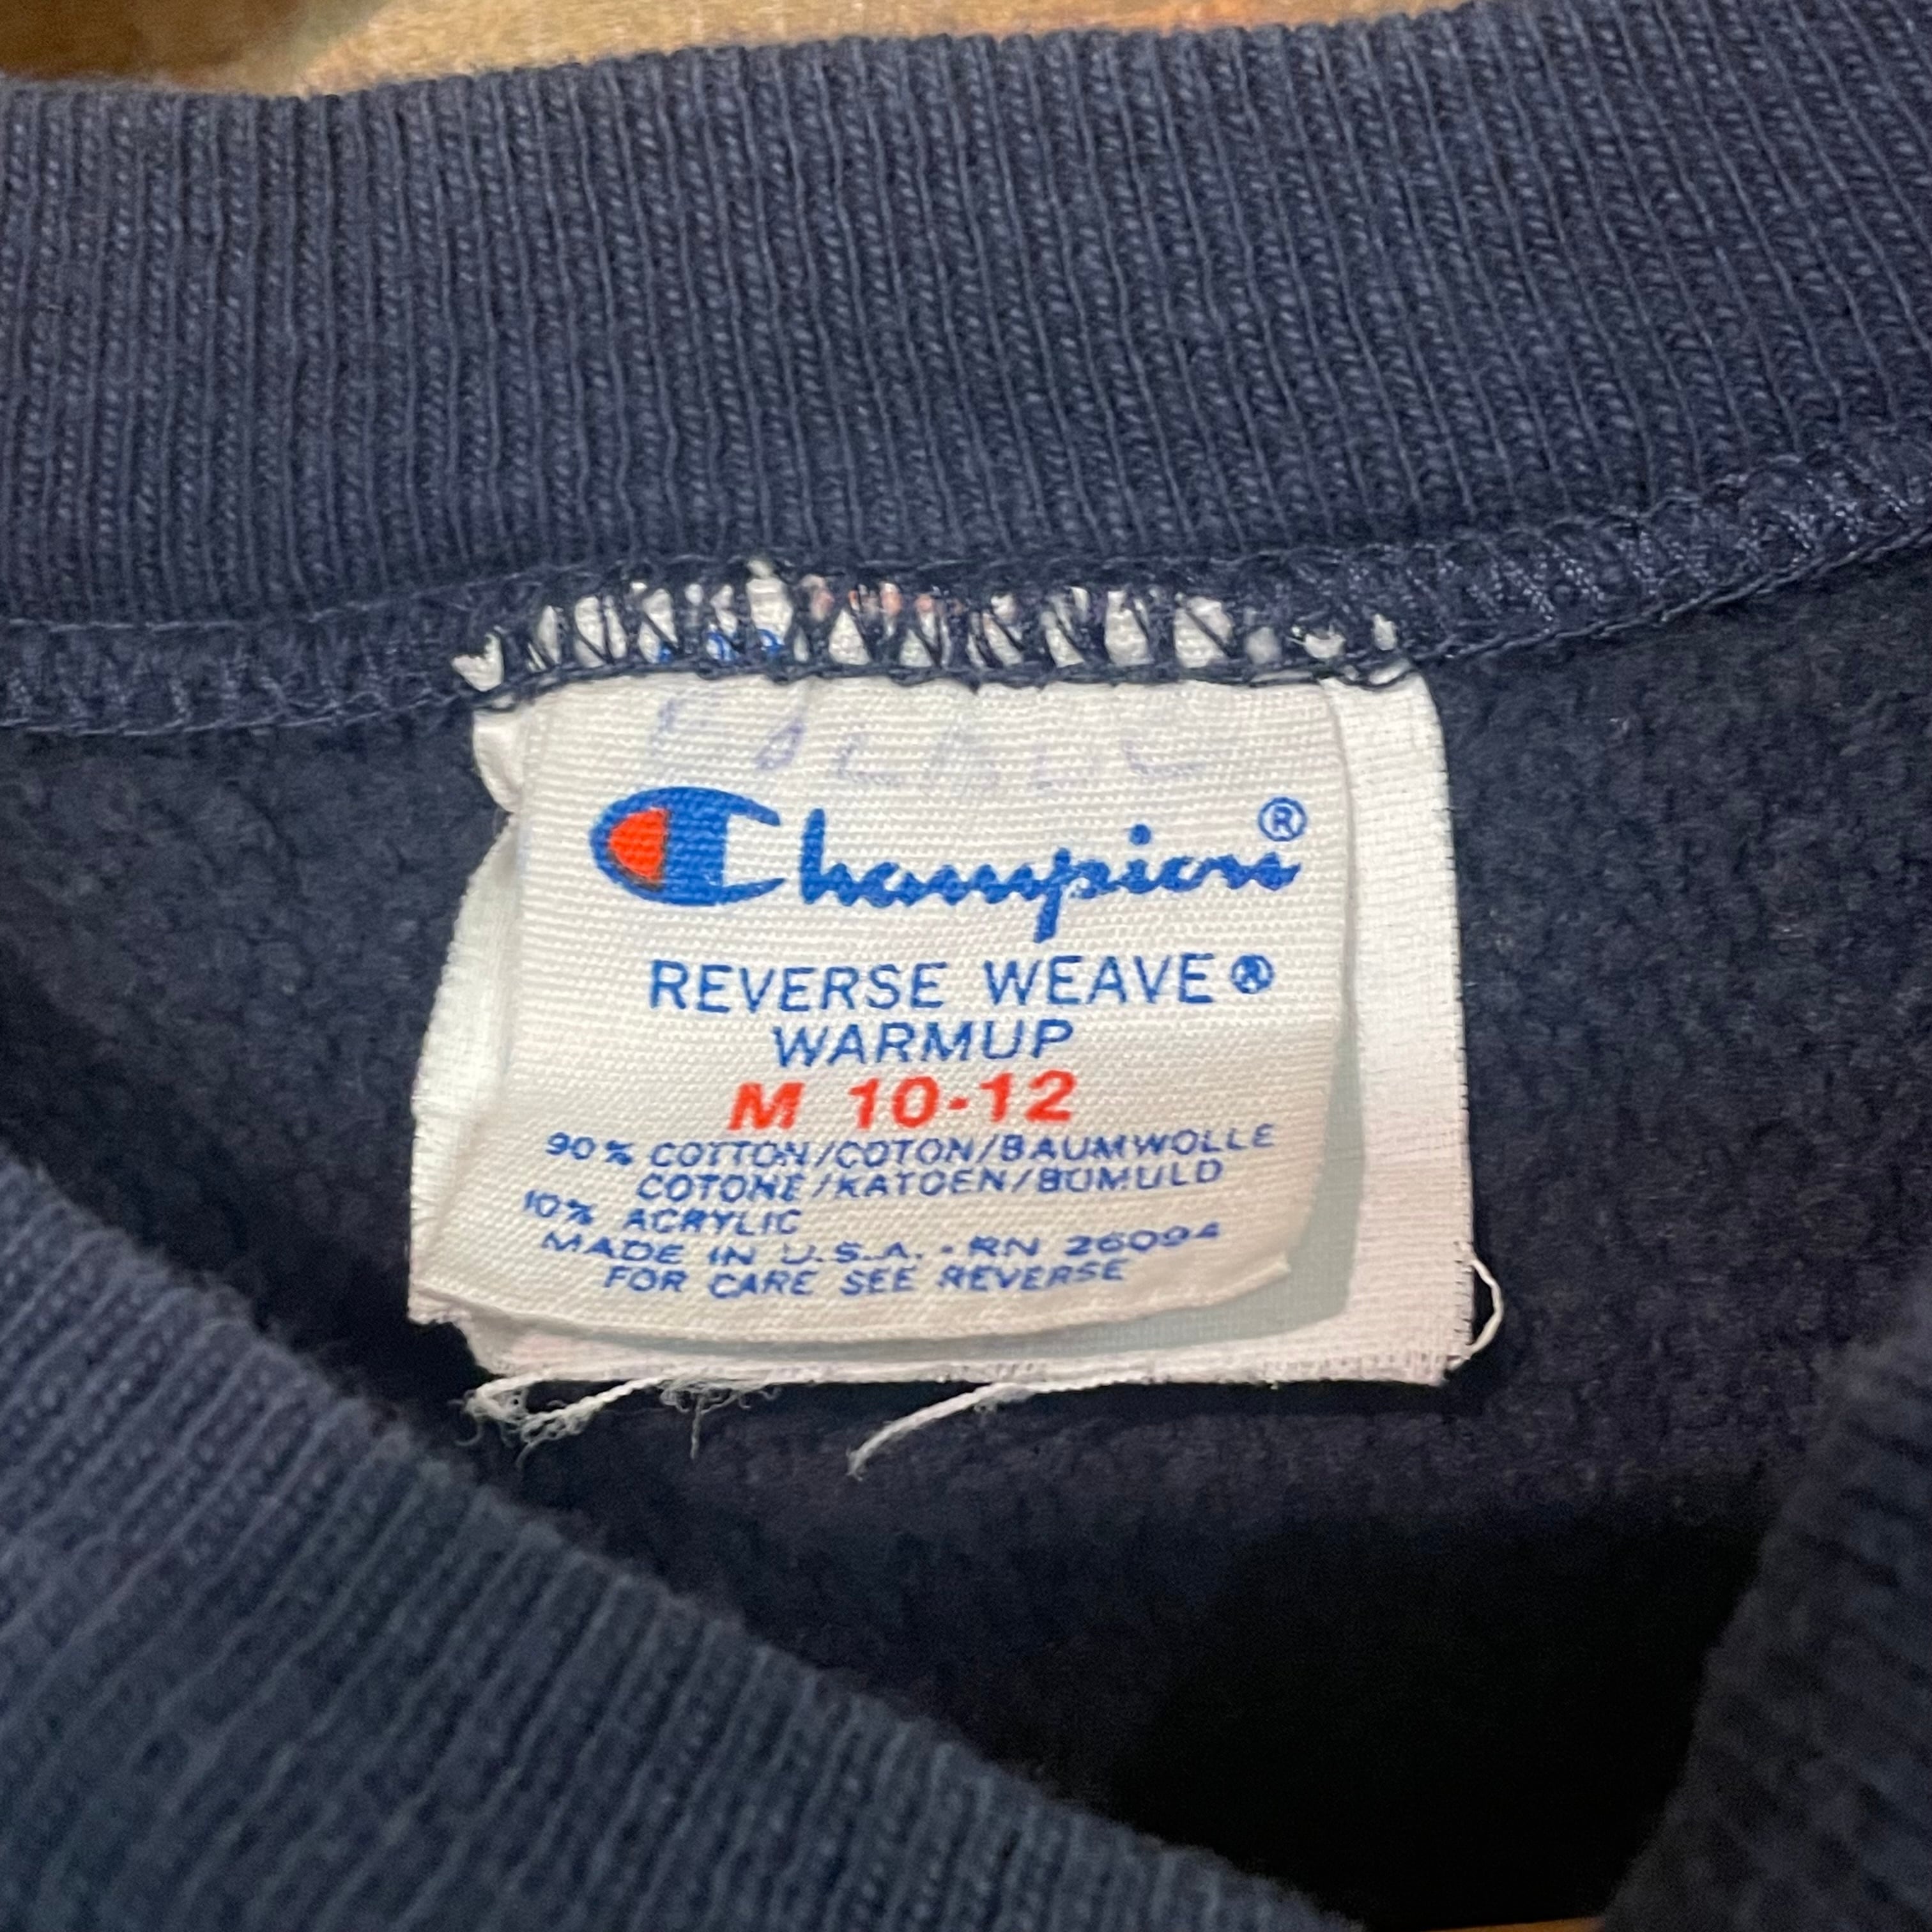 Champion®
REVERSE WEAVE®
WARMUP
M 10-12
90% COTTON/COTON/BAUMWOLLE
COTONE/KATOEN/BOMULD
10% ACRYLIC
MADE IN U.S.A. · RN 26094
FOR CARE SEE REVERSE